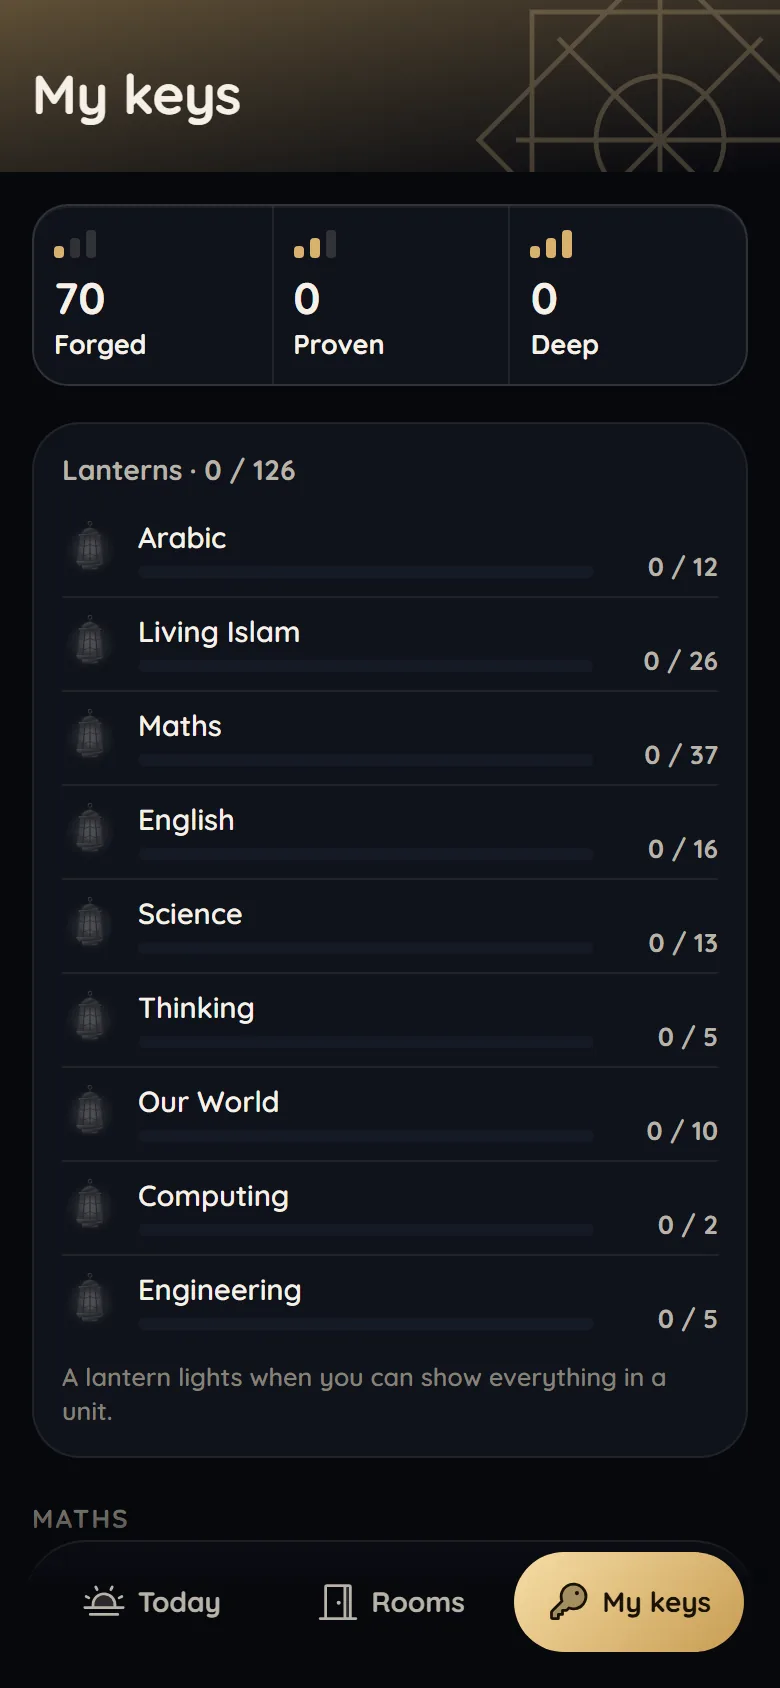 My keys
70
Forged
0
Proven
0
Deep
Lanterns · 0 / 126
Arabic
0 / 12
Living Islam
0 / 26
Maths
0 / 37
English
0 / 16
Science
0 / 13
Thinking
0 / 5
Our World
0 / 10
Computing
0 / 2
Engineering
0 / 5
A lantern lights when you can show everything in a
unit.
MATHS
Today
Rooms
My keys